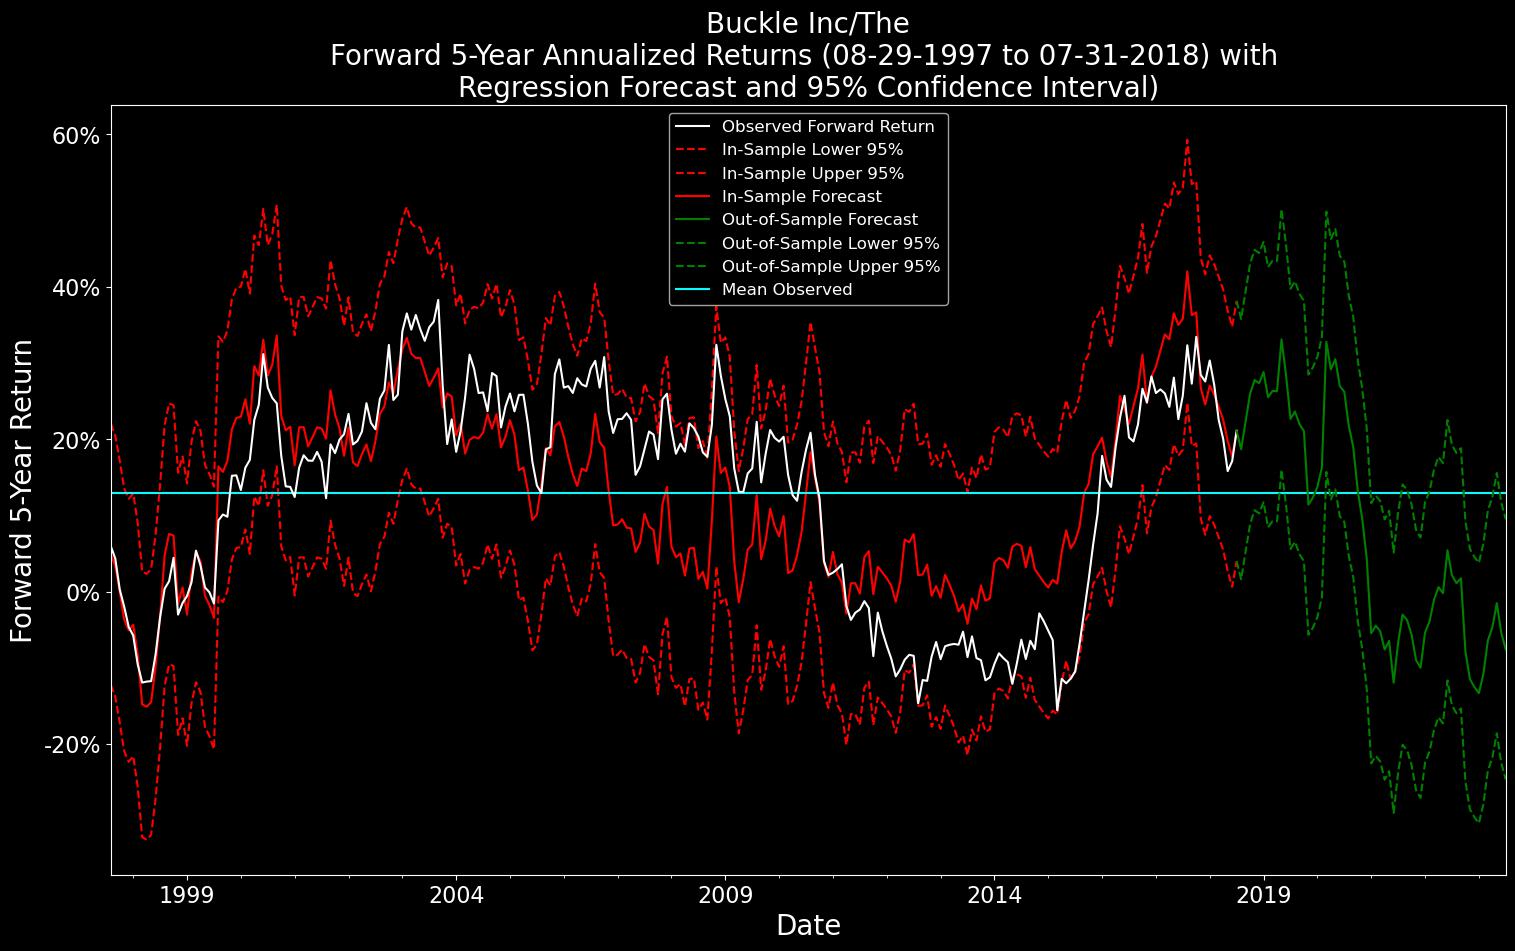 Buckle Inc/The
Forward 5-Year Annualized Returns (08-29-1997 to 07-31-2018) with
Regression Forecast and 95% Confidence Interval)
Observed Forward Return
In-Sample Lower 95%
In-Sample Upper 95%
In-Sample Forecast
Out-of-Sample Forecast
Out-of-Sample Lower 95%
Out-of-Sample Upper 95%
Mean Observed
Forward 5-Year Return
60%
40%
20%
0%
-20%
1999
2004
2009
2014
2019
Date